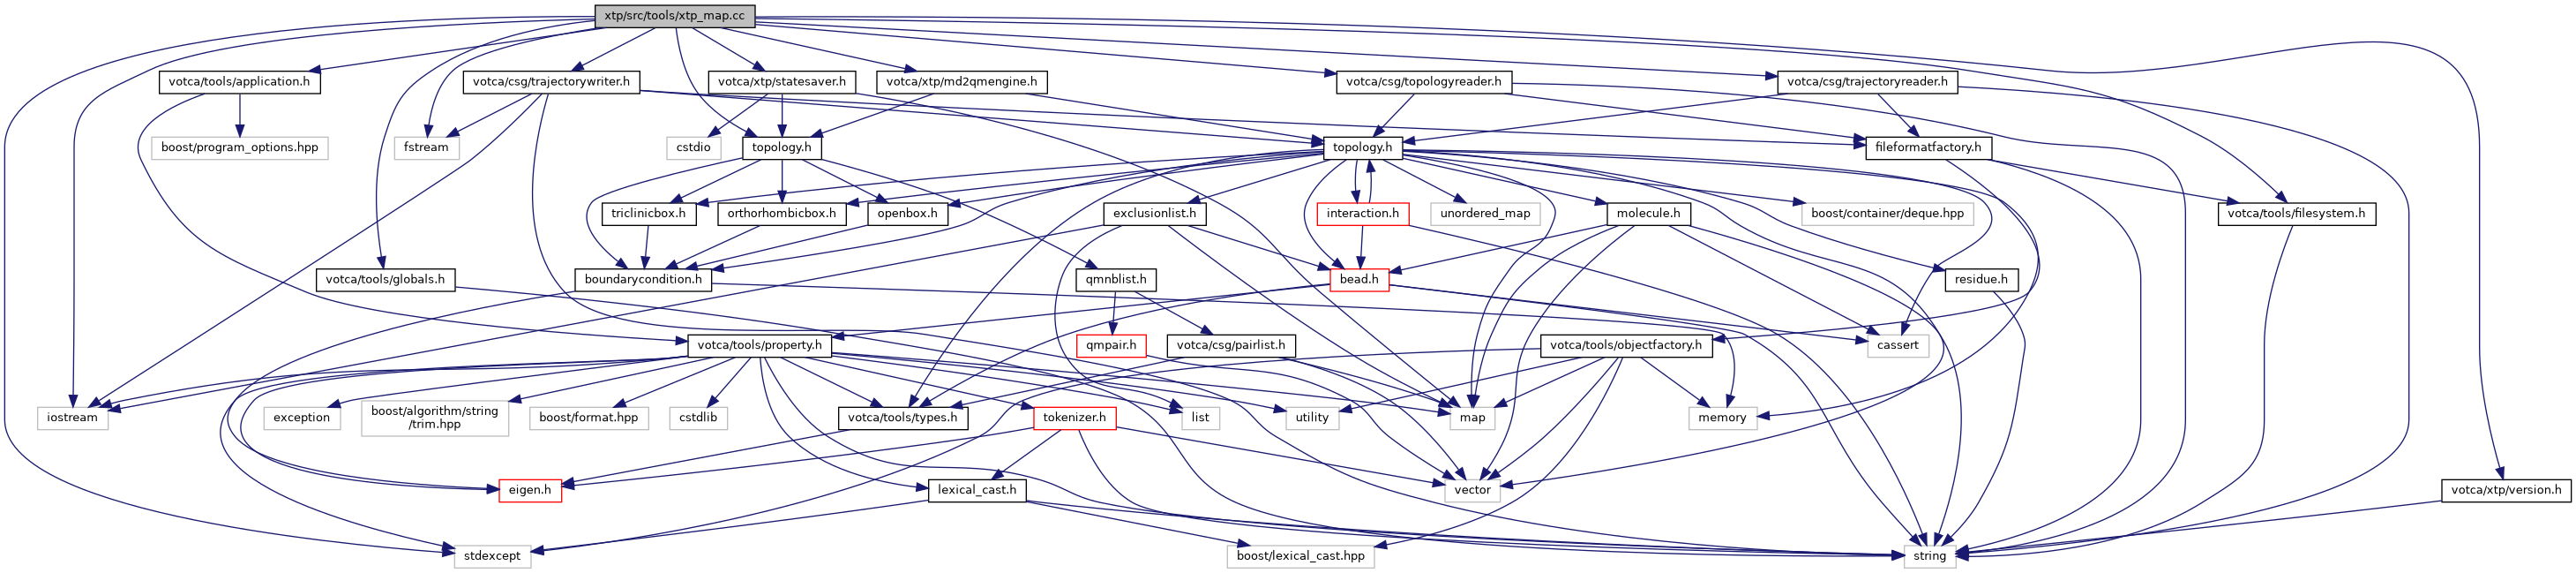 xtp/src/tools/xtp_map.cc
votca/tools/application.h
votca/csg/trajectorywriter.h
votca/xtp/statesaver.h
votca/xtp/md2qmengine.h
votca/csg/topologyreader.h
votca/csg/trajectoryreader.h
boost/program_options.hpp
fstream
cstdio
topology.h
topology.h
fileformatfactory.h
triclinicbox.h
orthorhombicbox.h
openbox.h
exclusionlist.h
interaction.h
unordered_map
molecule.h
boost/container/deque.hpp
votca/tools/filesystem.h
votca/tools/globals.h
boundarycondition.h
qmnblist.h
bead.h
residue.h
votca/tools/property.h
qmpair.h
votca/csg/pairlist.h
votca/tools/objectfactory.h
cassert
iostream
exception
boost/algorithm/string
/trim.hpp
boost/format.hpp
cstdlib
votca/tools/types.h
tokenizer.h
list
utility
map
memory
eigen.h
lexical_cast.h
vector
votca/xtp/version.h
stdexcept
boost/lexical_cast.hpp
string